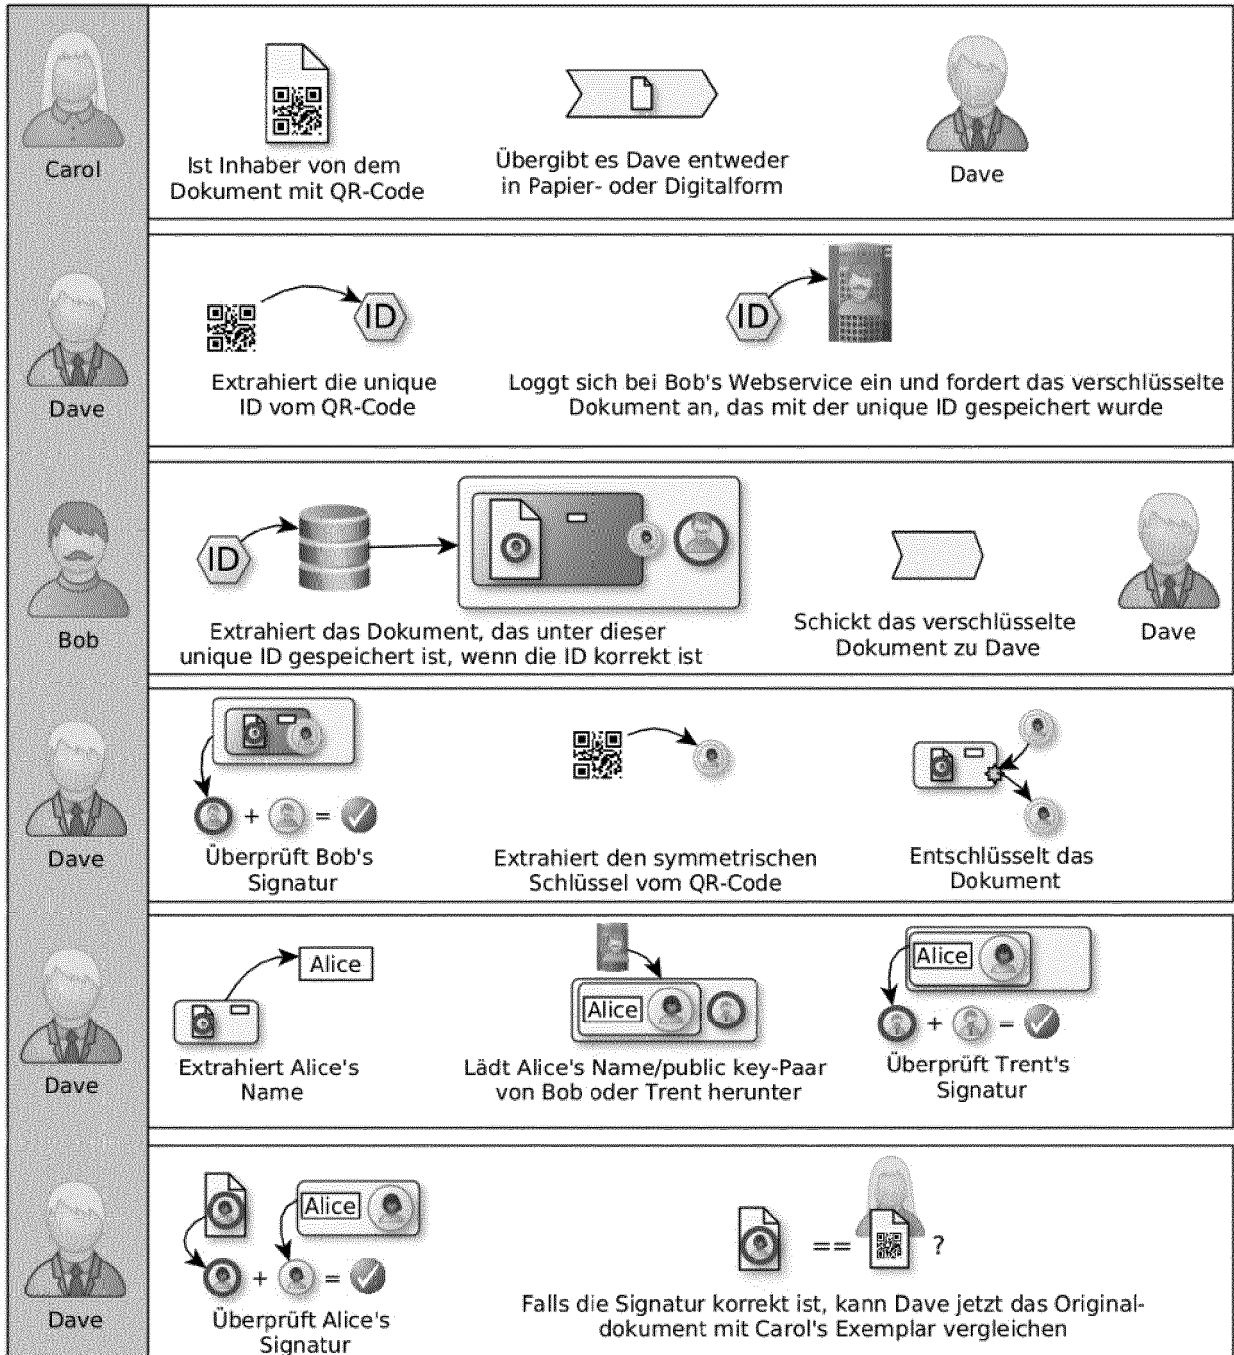 Carol
Ist Inhaber von dem
Dokument mit QR-Code
Übergibt es Dave entweder
in Papier- oder Digitalform
Dave
Dave
ID
Extrahiert die unique
ID vom QR-Code
ID
Loggt sich bei Bob's Webservice ein und fordert das verschlüsselte
Dokument an, das mit der unique ID gespeichert wurde
Bob
ID
Extrahiert das Dokument, das unter dieser
unique ID gespeichert ist, wenn die ID korrekt ist
Schickt das verschlüsselte
Dokument zu Dave
Dave
Dave
+ =
Überprüft Bob's
Signatur
Extrahiert den symmetrischen
Schlüssel vom QR-Code
Entschlüsselt das
Dokument
Dave
Alice
Extrahiert Alice's
Name
Alice
Lädt Alice's Name/public key-Paar
von Bob oder Trent herunter
Alice
+ =
Überprüft Trent's
Signatur
Dave
Alice
+ =
Überprüft Alice's
Signatur
== ?
Falls die Signatur korrekt ist, kann Dave jetzt das Original-
dokument mit Carol's Exemplar vergleichen